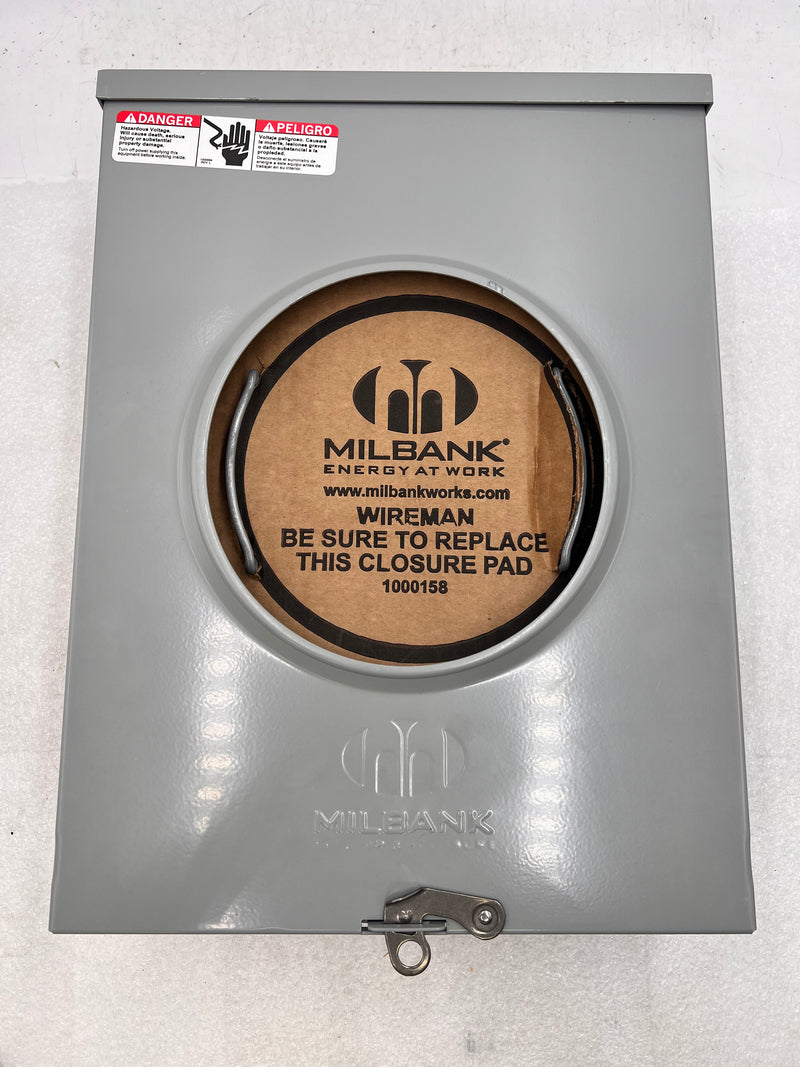 DANGER
Hazardous Voltage.
Will cause death, serious
injury or substantial
property damage.
Turn off power supplying this
equipment before working inside.
PELIGRO
Voltaje peligroso. Causará
la muerte, lesiones graves
o daño substancial a la
propiedad.
Desconecte el suministro de
energía a este equipo antes de
trabajar en su interior.
MILBANK®
ENERGY AT WORK
www.milbankworks.com
WIREMAN
BE SURE TO REPLACE
THIS CLOSURE PAD
1000158
MILBANK